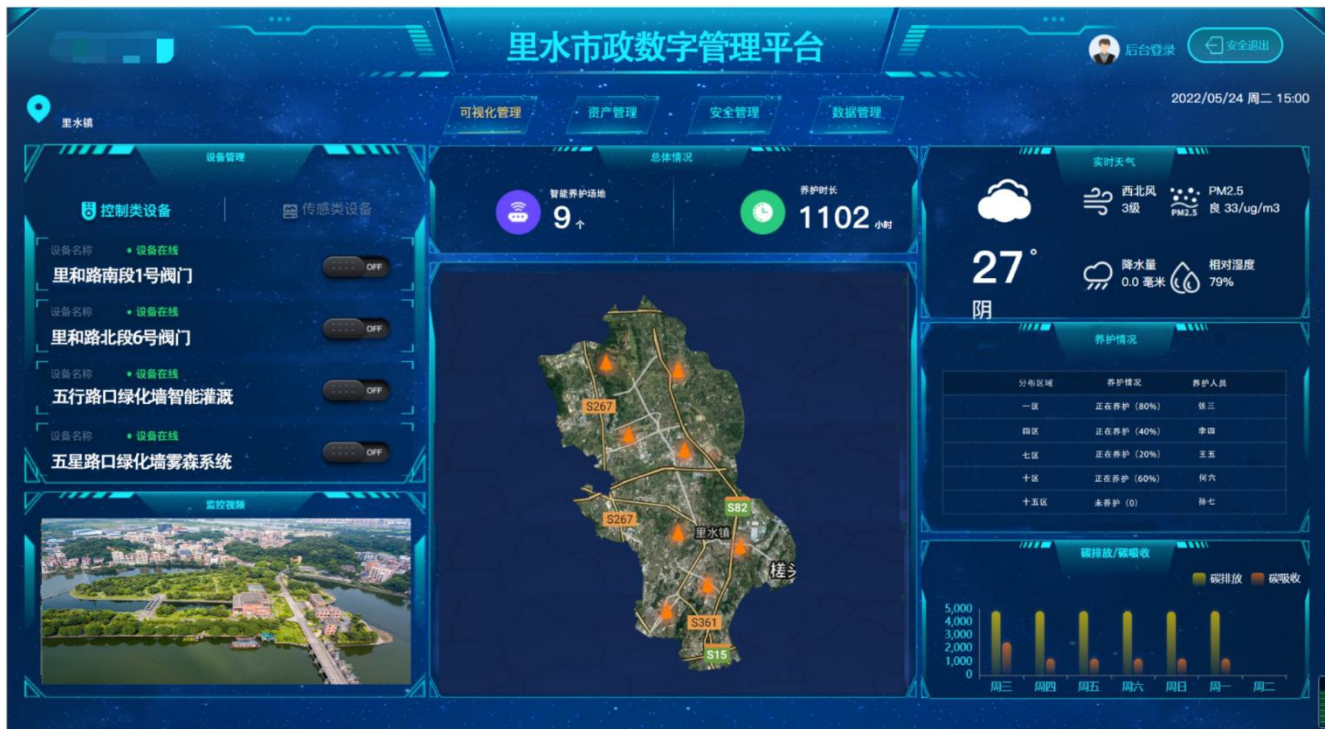 里水市政数字管理平台
后台登录
安全退出
2022/05/24 周二 15:00
里水镇
可视化管理
资产管理
安全管理
数据管理
设备管理
控制类设备
传感类设备
设备名称
设备在线
里和路南段1号阀门
OFF
设备名称
设备在线
里和路北段6号阀门
OFF
设备名称
设备在线
五行路口绿化墙智能灌溉
OFF
设备名称
设备在线
五星路口绿化墙雾森系统
OFF
监控视频
总体情况
智能养护场地
9 个
养护时长
1102 小时
S267
S267
S82
里水镇
S361
S15
实时天气
27°
阴
西北风
3级
PM2.5
PM2.5
良 33/ug/m3
降水量
0.0 毫米
相对湿度
79%
养护情况
分布区域 养护情况 养护人员
一区 正在养护（80%） 张三
四区 正在养护（40%） 李四
七区 正在养护（20%） 王五
十区 正在养护（60%） 何六
十五区 未养护（0） 孙七
碳排放/碳吸收
碳排放 碳吸收
5,000
4,000
3,000
2,000
1,000
0
周三 周四 周五 周六 周日 周一 周二